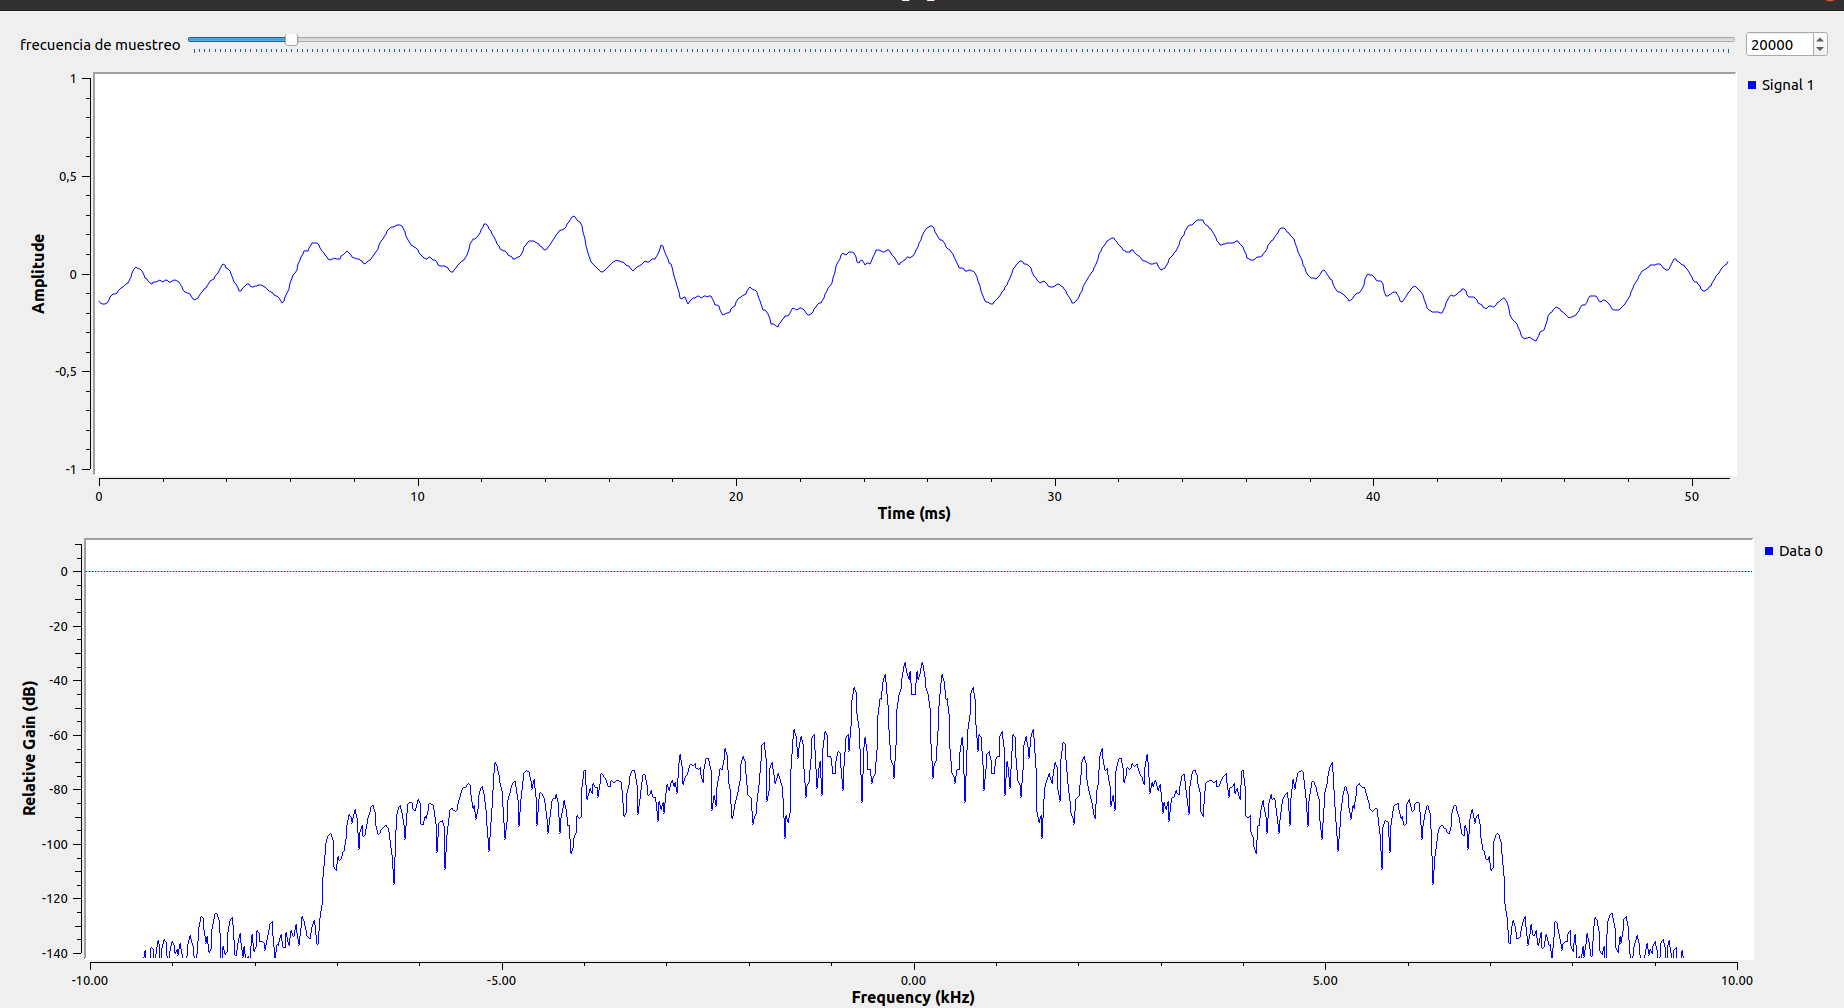 frecuencia de muestreo
20000
Signal 1
1
0,5
0
-0,5
-1
Amplitude
0 10 20 30 40 50
Time (ms)
Data 0
0
-20
-40
-60
-80
-100
-120
-140
Relative Gain (dB)
-10.00 -5.00 0.00 5.00 10.00
Frequency (kHz)